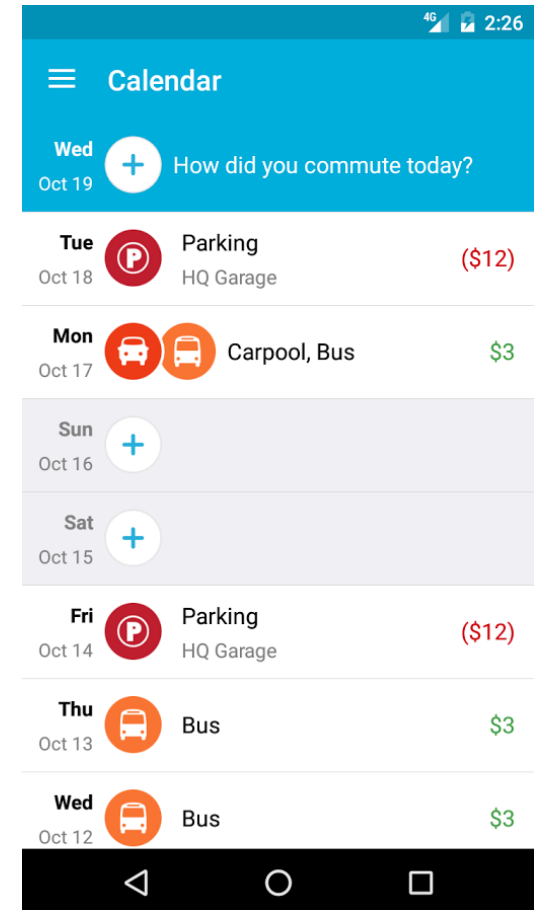 4G 2:26
Calendar
Wed
Oct 19
How did you commute today?
Tue
Oct 18
P
Parking
HQ Garage
($12)
Mon
Oct 17
Carpool, Bus
$3
Sun
Oct 16
Sat
Oct 15
Fri
Oct 14
P
Parking
HQ Garage
($12)
Thu
Oct 13
Bus
$3
Wed
Oct 12
Bus
$3